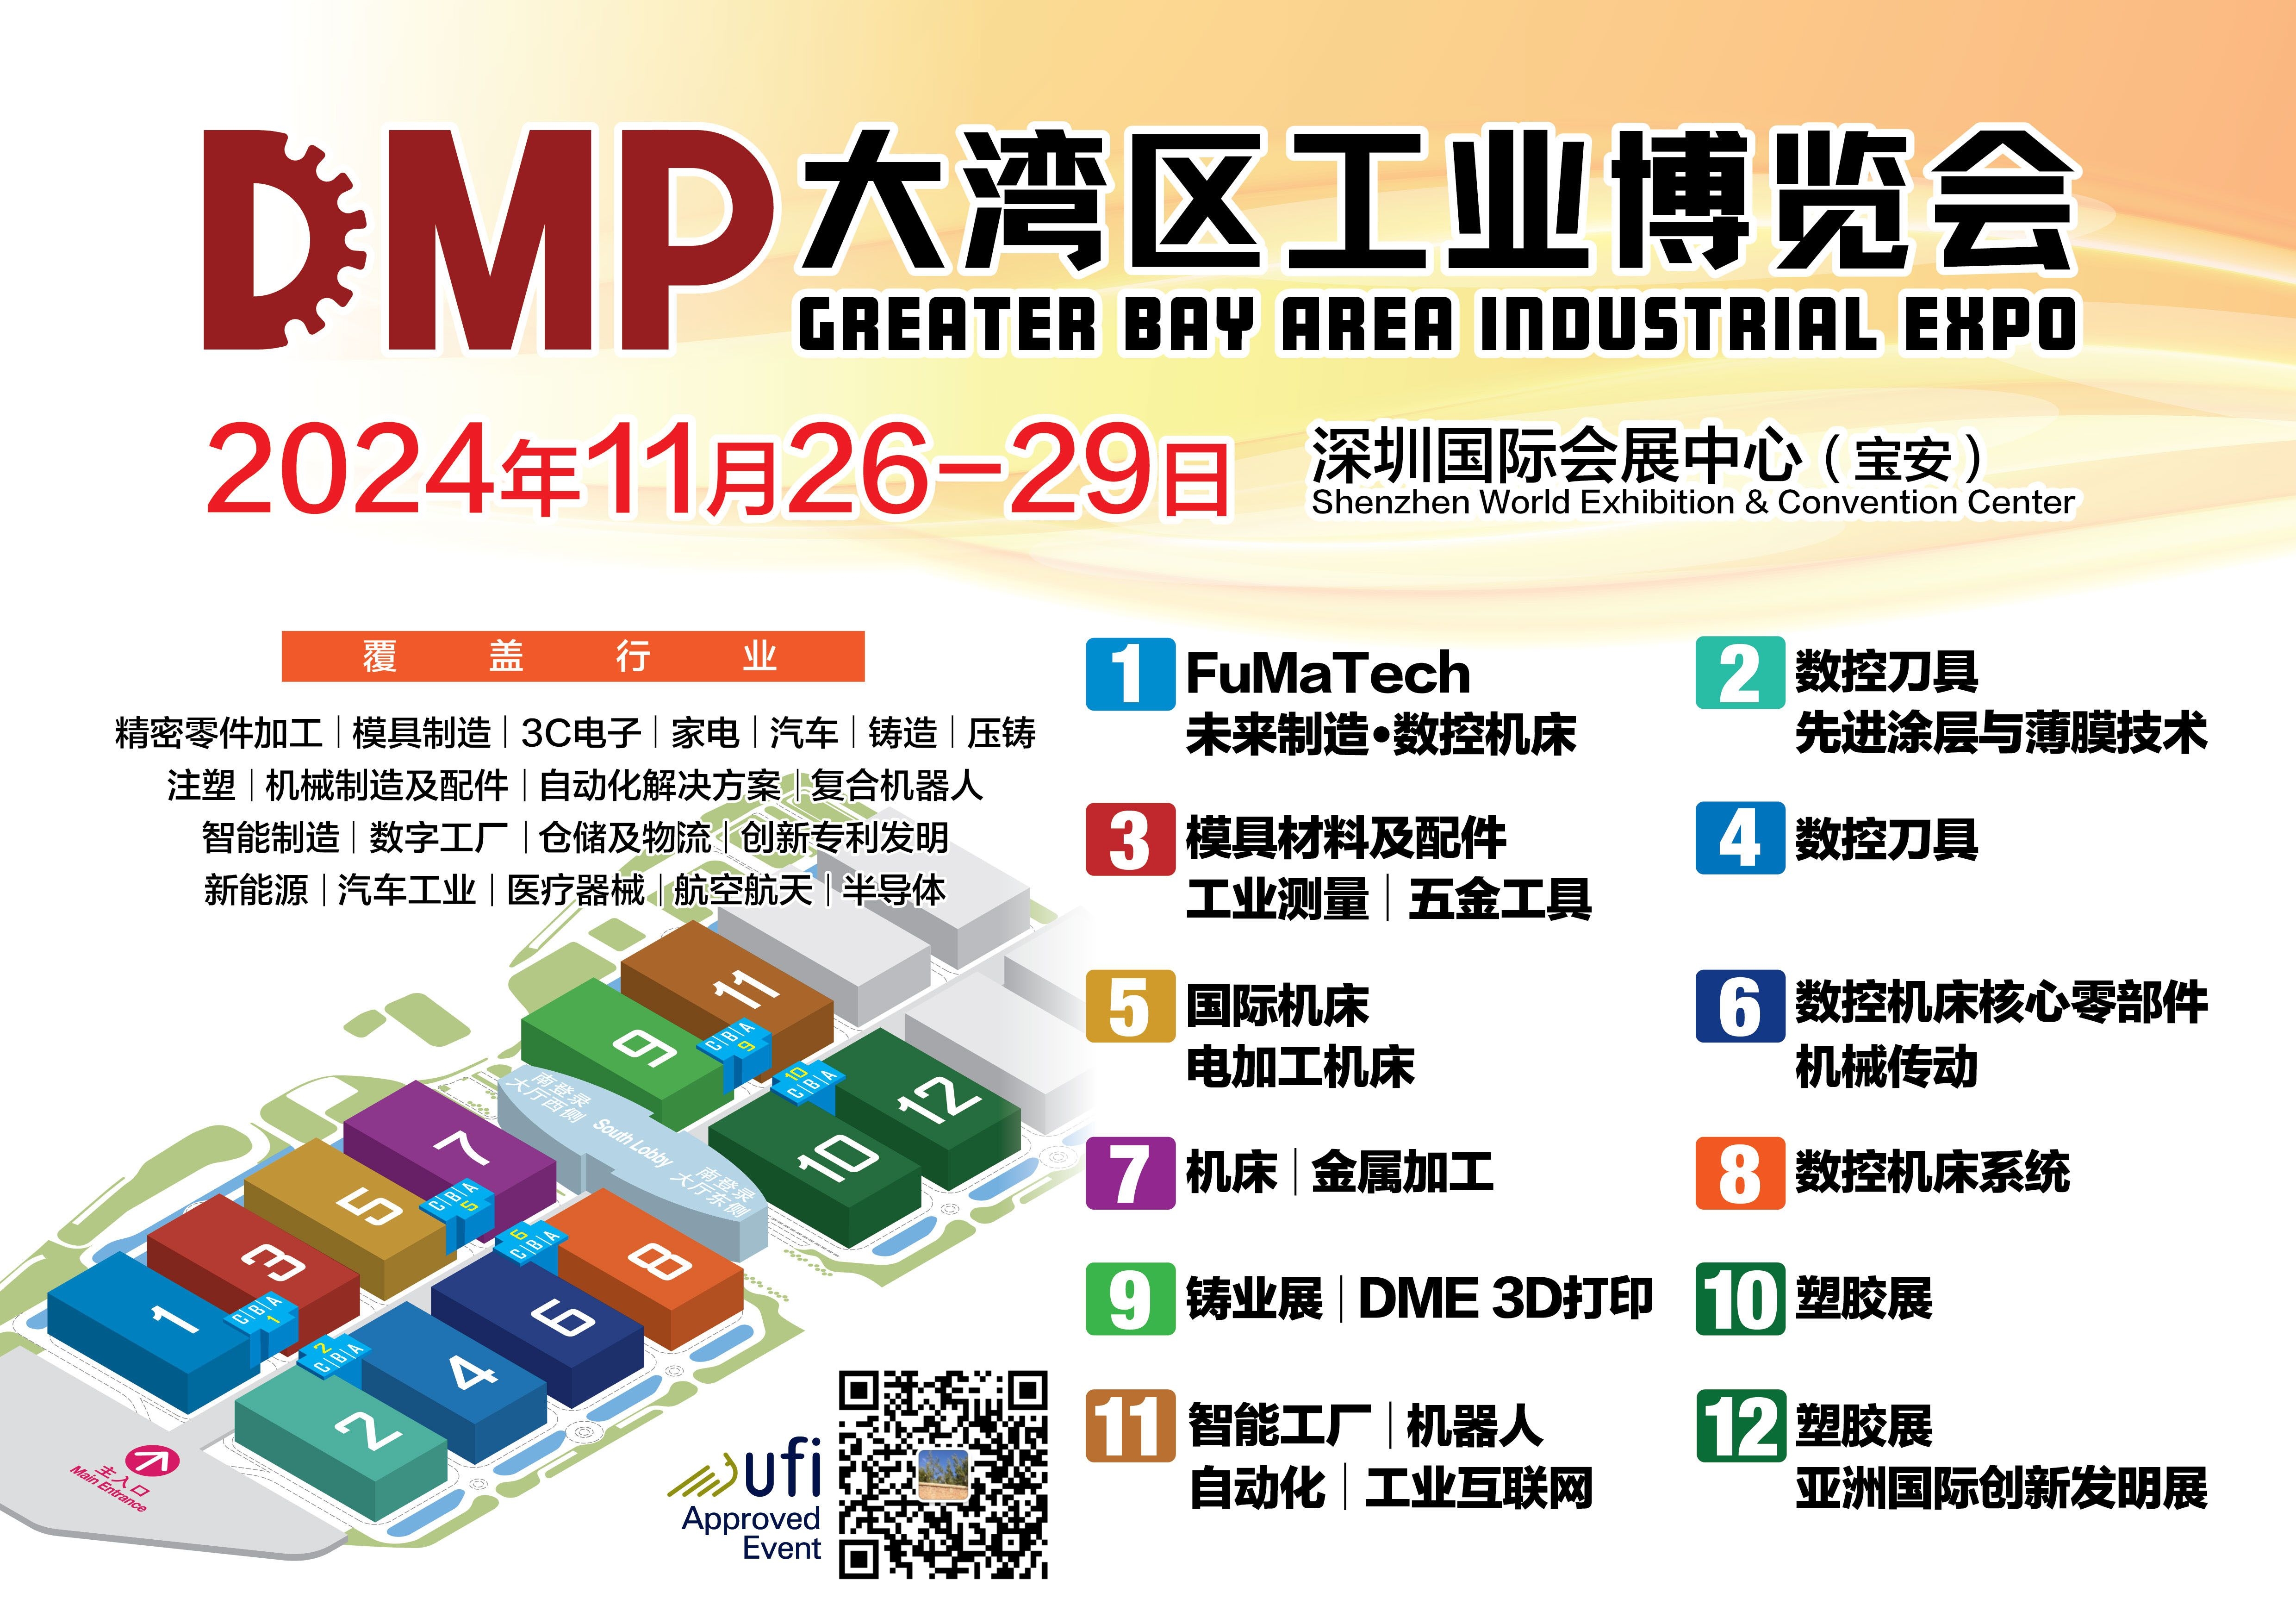 DMP 大湾区工业博览会
GREATER BAY AREA INDUSTRIAL EXPO
2024年11月26-29日
深圳国际会展中心（宝安）
Shenzhen World Exhibition & Convention Center
覆盖行业
精密零件加工|模具制造|3C电子|家电|汽车|铸造|压铸
注塑|机械制造及配件|自动化解决方案|复合机器人
智能制造|数字工厂|仓储及物流|创新专利发明
新能源|汽车工业|医疗器械|航空航天|半导体
1 FuMaTech
未来制造•数控机床
2 数控刀具
先进涂层与薄膜技术
3 模具材料及配件
工业测量|五金工具
4 数控刀具
5 国际机床
电加工机床
6 数控机床核心零部件
机械传动
7 机床|金属加工
8 数控机床系统
9 铸业展|DME 3D打印
10 塑胶展
11 智能工厂|机器人
自动化|工业互联网
12 塑胶展
亚洲国际创新发明展
11
9
C|B|A
9
10
C|B|A
12
10
南登录
大厅西侧
South Lobby
南登录
大厅东侧
7
5
C|B|A
5
6
C|B|A
8
3
6
1
C|B|A
1
2
C|B|A
4
2
主入口
Main Entrance
ufi
Approved
Event